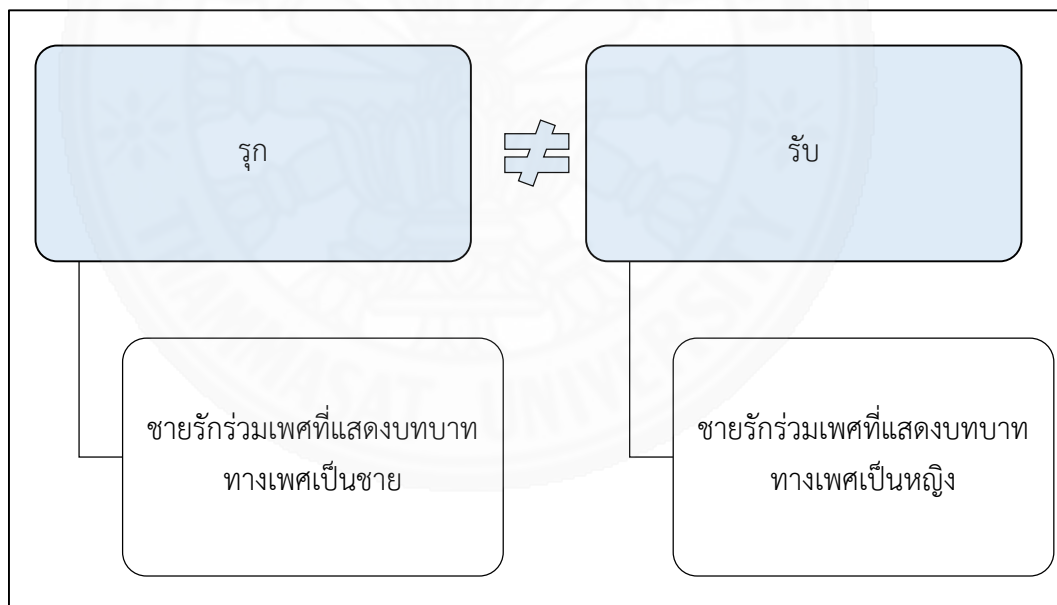 รุก
≠
รับ
ชายรักร่วมเพศที่แสดงบทบาท
ทางเพศเป็นชาย
ชายรักร่วมเพศที่แสดงบทบาท
ทางเพศเป็นหญิง
THAMMASAT UNIVERSITY